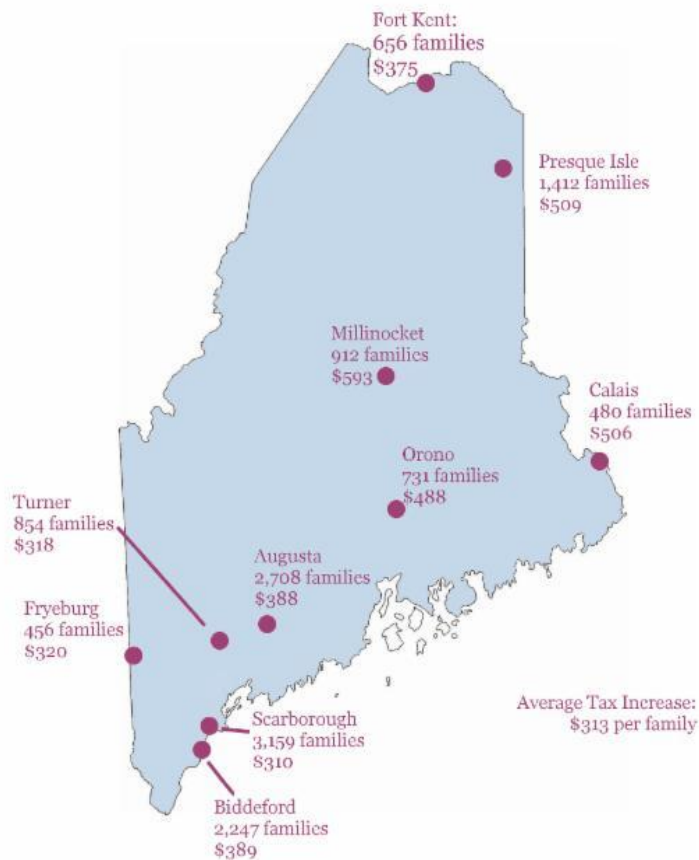 Fort Kent:
656 families
$375
Presque Isle
1,412 families
$509
Millinocket
912 families
$593
Calais
480 families
$506
Orono
731 families
$488
Turner
854 families
$318
Augusta
2,708 families
$388
Fryeburg
456 families
$320
Average Tax Increase:
$313 per family
Scarborough
3,159 families
$310
Biddeford
2,247 families
$389